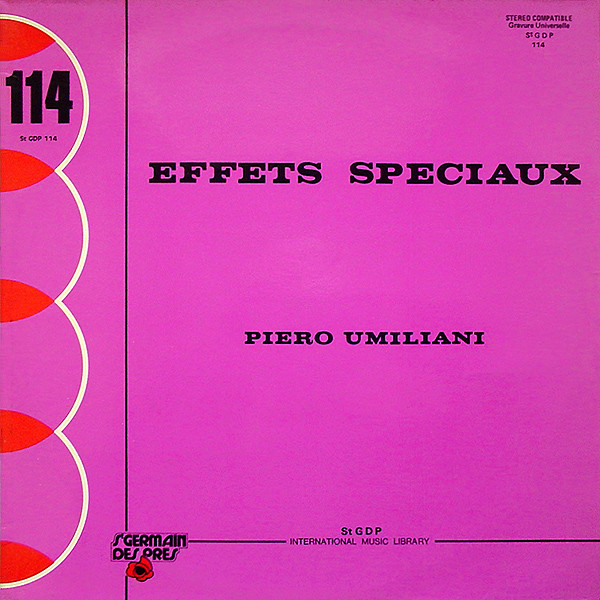 STEREO COMPATIBLE
Gravure Universelle
St G D P
114
114
St GDP 114
EFFETS SPECIAUX
PIERO UMILIANI
St GERMAIN
DES PRES
St G D P
INTERNATIONAL MUSIC LIBRARY